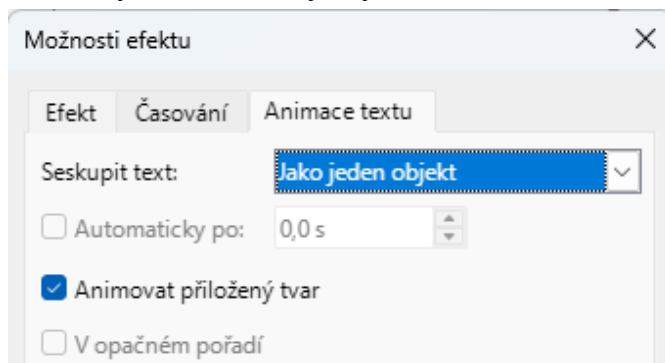 Možnosti efektu
Efekt Časování Animace textu
Seskupit text: Jako jeden objekt
Automaticky po: 0,0 s
Animovat přiložený tvar
V opačném pořadí